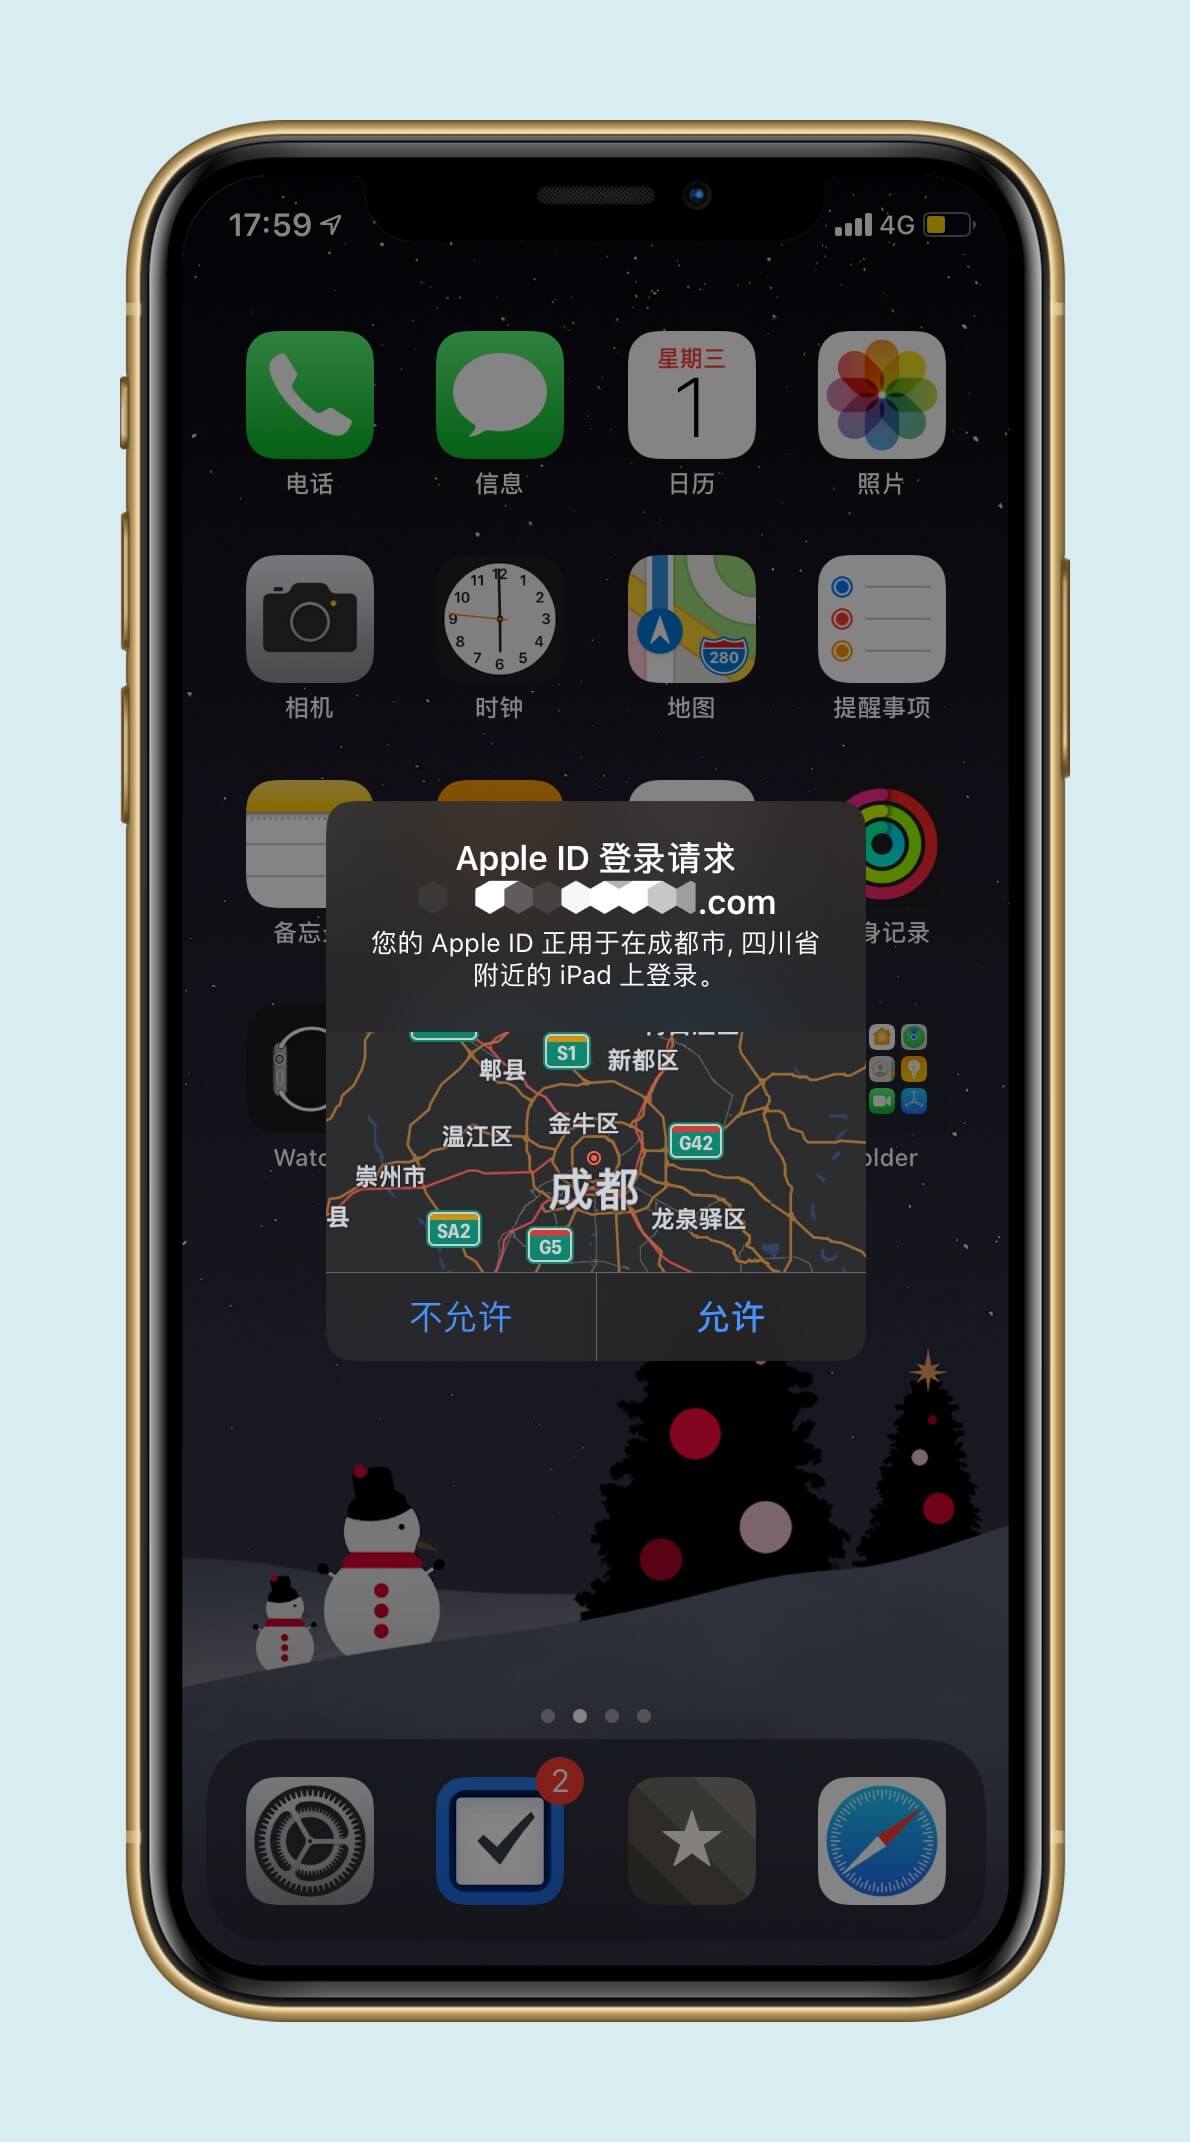 17:59
4G
星期三
1
电话
信息
日历
照片
12
1
2
3
4
5
6
7
8
9
10
11
280
相机
时钟
地图
提醒事项
Apple ID 登录请求
.com
您的 Apple ID 正用于在成都市, 四川省
附近的 iPad 上登录。
备忘
身记录
S1
郫县
新都区
金牛区
G42
温江区
崇州市
成都
县
龙泉驿区
SA2
G5
Watc
older
不允许
允许
2